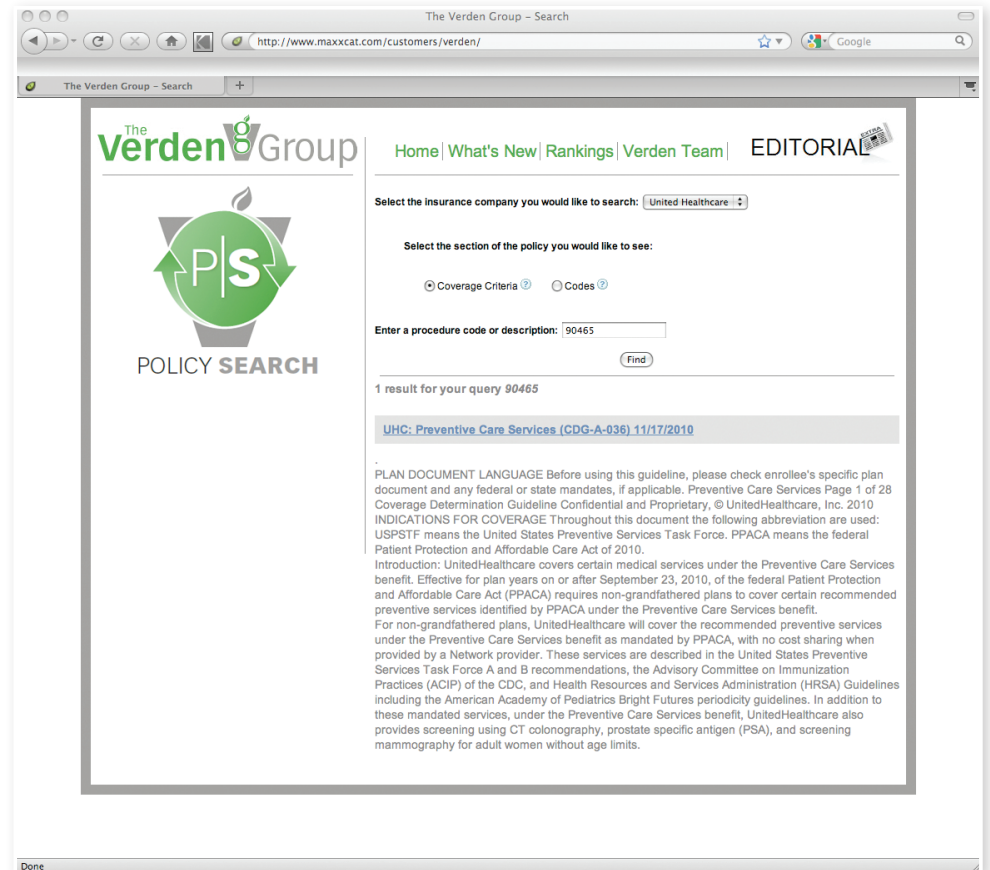 The Verden Group – Search
http://www.maxxcat.com/customers/verden/
Google
The Verden Group – Search
The Verden Group
Home| What's New| Rankings| Verden Team|
EDITORIAL
EXTRA
Select the insurance company you would like to search: United Healthcare
P|S
Select the section of the policy you would like to see:
Coverage Criteria ? Codes ?
Enter a procedure code or description: 90465
Find
POLICY SEARCH
1 result for your query 90465
UHC: Preventive Care Services (CDG-A-036) 11/17/2010
.
PLAN DOCUMENT LANGUAGE Before using this guideline, please check enrollee's specific plan
document and any federal or state mandates, if applicable. Preventive Care Services Page 1 of 28
Coverage Determination Guideline Confidential and Proprietary, © UnitedHealthcare, Inc. 2010
INDICATIONS FOR COVERAGE Throughout this document the following abbreviation are used:
USPSTF means the United States Preventive Services Task Force. PPACA means the federal
Patient Protection and Affordable Care Act of 2010.
Introduction: UnitedHealthcare covers certain medical services under the Preventive Care Services
benefit. Effective for plan years on or after September 23, 2010, of the federal Patient Protection
and Affordable Care Act (PPACA) requires non-grandfathered plans to cover certain recommended
preventive services identified by PPACA under the Preventive Care Services benefit.
For non-grandfathered plans, UnitedHealthcare will cover the recommended preventive services
under the Preventive Care Services benefit as mandated by PPACA, with no cost sharing when
provided by a Network provider. These services are described in the United States Preventive
Services Task Force A and B recommendations, the Advisory Committee on Immunization
Practices (ACIP) of the CDC, and Health Resources and Services Administration (HRSA) Guidelines
including the American Academy of Pediatrics Bright Futures periodicity guidelines. In addition to
these mandated services, under the Preventive Care Services benefit, UnitedHealthcare also
provides screening using CT colonography, prostate specific antigen (PSA), and screening
mammography for adult women without age limits.
Done